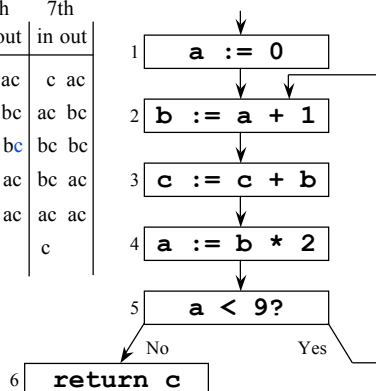 h 7th
out in out
ac c ac
bc ac bc
bc bc bc
ac bc ac
ac ac ac
c
1 a := 0
2 b := a + 1
3 c := c + b
4 a := b * 2
5 a < 9?
No Yes
6 return c